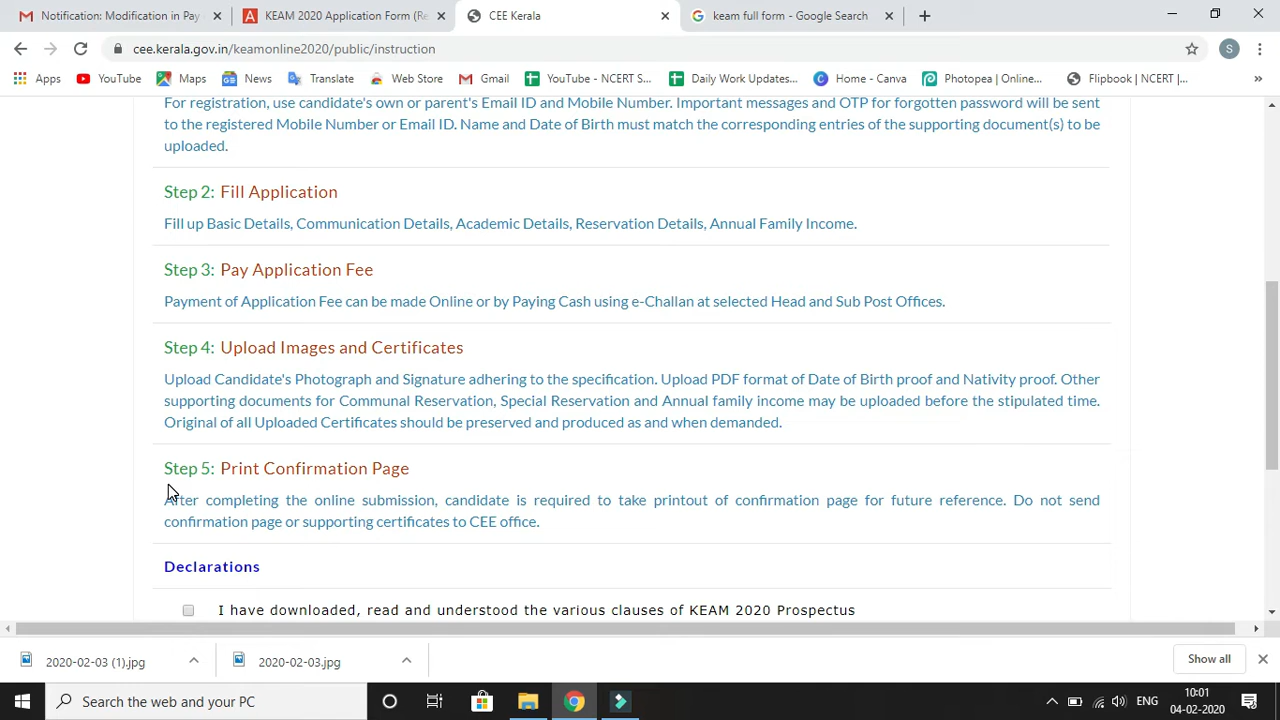 Notification: Modification in Pay
KEAM 2020 Application Form (Re
CEE Kerala
keam full form - Google Search
cee.kerala.gov.in/keamonline2020/public/instruction
S
Apps
YouTube
Maps
News
Translate
Web Store
Gmail
YouTube - NCERT S...
Daily Work Updates...
Home - Canva
Photopea | Online...
Flipbook | NCERT |...
For registration, use candidate's own or parent's Email ID and Mobile Number. Important messages and OTP for forgotten password will be sent
to the registered Mobile Number or Email ID. Name and Date of Birth must match the corresponding entries of the supporting document(s) to be
uploaded.
Step 2: Fill Application
Fill up Basic Details, Communication Details, Academic Details, Reservation Details, Annual Family Income.
Step 3: Pay Application Fee
Payment of Application Fee can be made Online or by Paying Cash using e-Challan at selected Head and Sub Post Offices.
Step 4: Upload Images and Certificates
Upload Candidate's Photograph and Signature adhering to the specification. Upload PDF format of Date of Birth proof and Nativity proof. Other
supporting documents for Communal Reservation, Special Reservation and Annual family income may be uploaded before the stipulated time.
Original of all Uploaded Certificates should be preserved and produced as and when demanded.
Step 5: Print Confirmation Page
After completing the online submission, candidate is required to take printout of confirmation page for future reference. Do not send
confirmation page or supporting certificates to CEE office.
Declarations
I have downloaded, read and understood the various clauses of KEAM 2020 Prospectus
2020-02-03 (1).jpg
2020-02-03.jpg
Show all
Search the web and your PC
ENG
10:01
04-02-2020